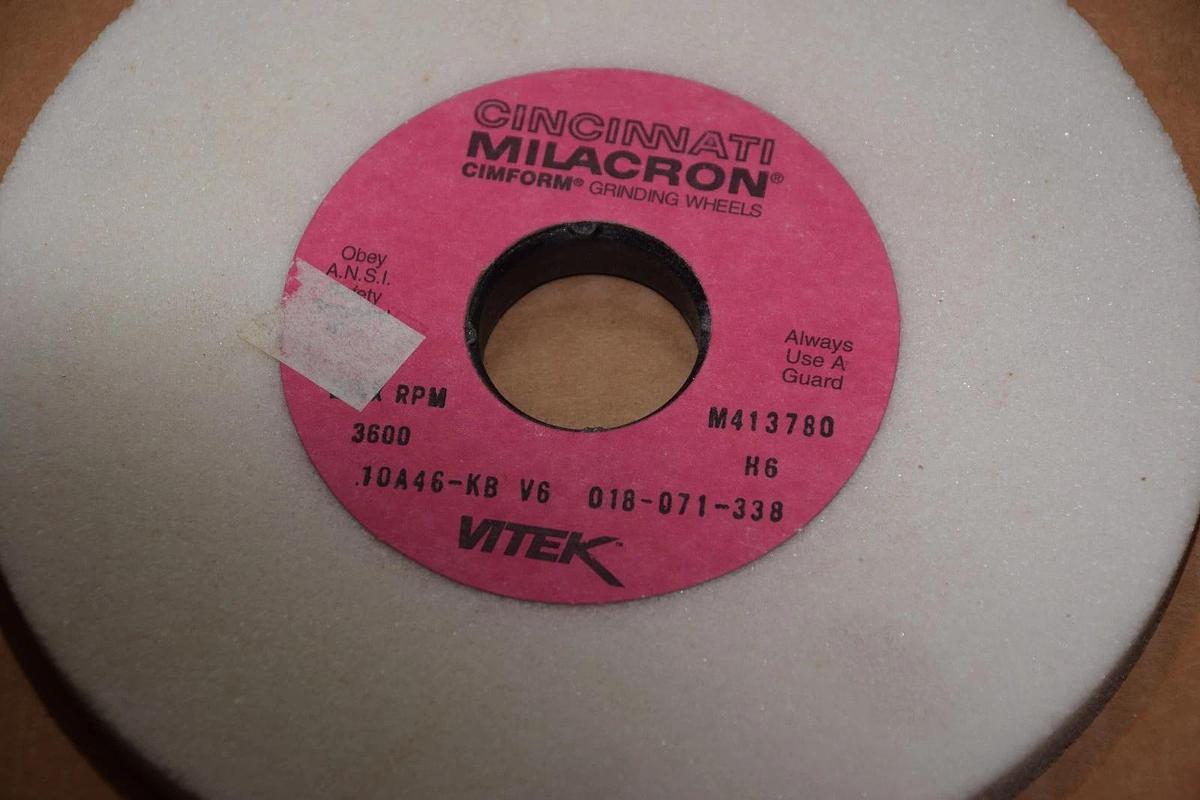 CINCINNATI
MILACRON®
CIMFORM® GRINDING WHEELS
Obey
A.N.S.I.
Always
Use A
Guard
RPM
3600
M413780
H6
10A46-KB V6 018-071-338
VITEK™